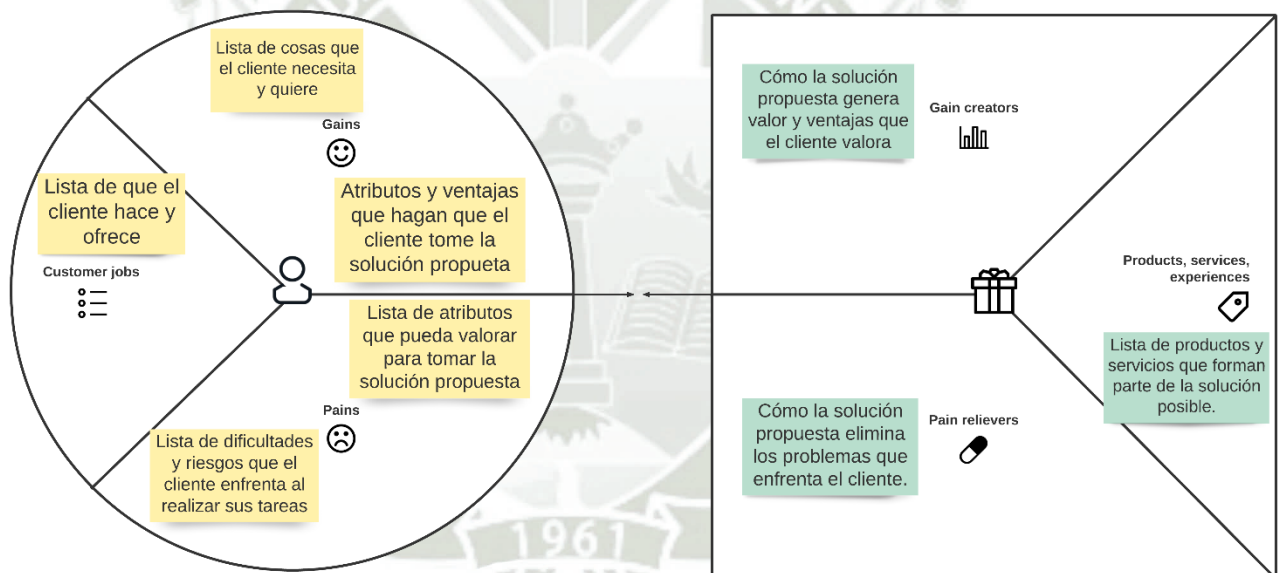 Lista de cosas que
el cliente necesita
y quiere
Gains
Lista de que el
cliente hace y
ofrece
Customer jobs
Atributos y ventajas
que hagan que el
cliente tome la
solución propueta
Lista de atributos
que pueda valorar
para tomar la
solución propuesta
Pains
Lista de dificultades
y riesgos que el
cliente enfrenta al
realizar sus tareas
Cómo la solución
propuesta genera
valor y ventajas que
el cliente valora
Gain creators
Products, services,
experiences
Lista de productos y
servicios que forman
parte de la solución
posible.
Cómo la solución
propuesta elimina
los problemas que
enfrenta el cliente.
Pain relievers
1961